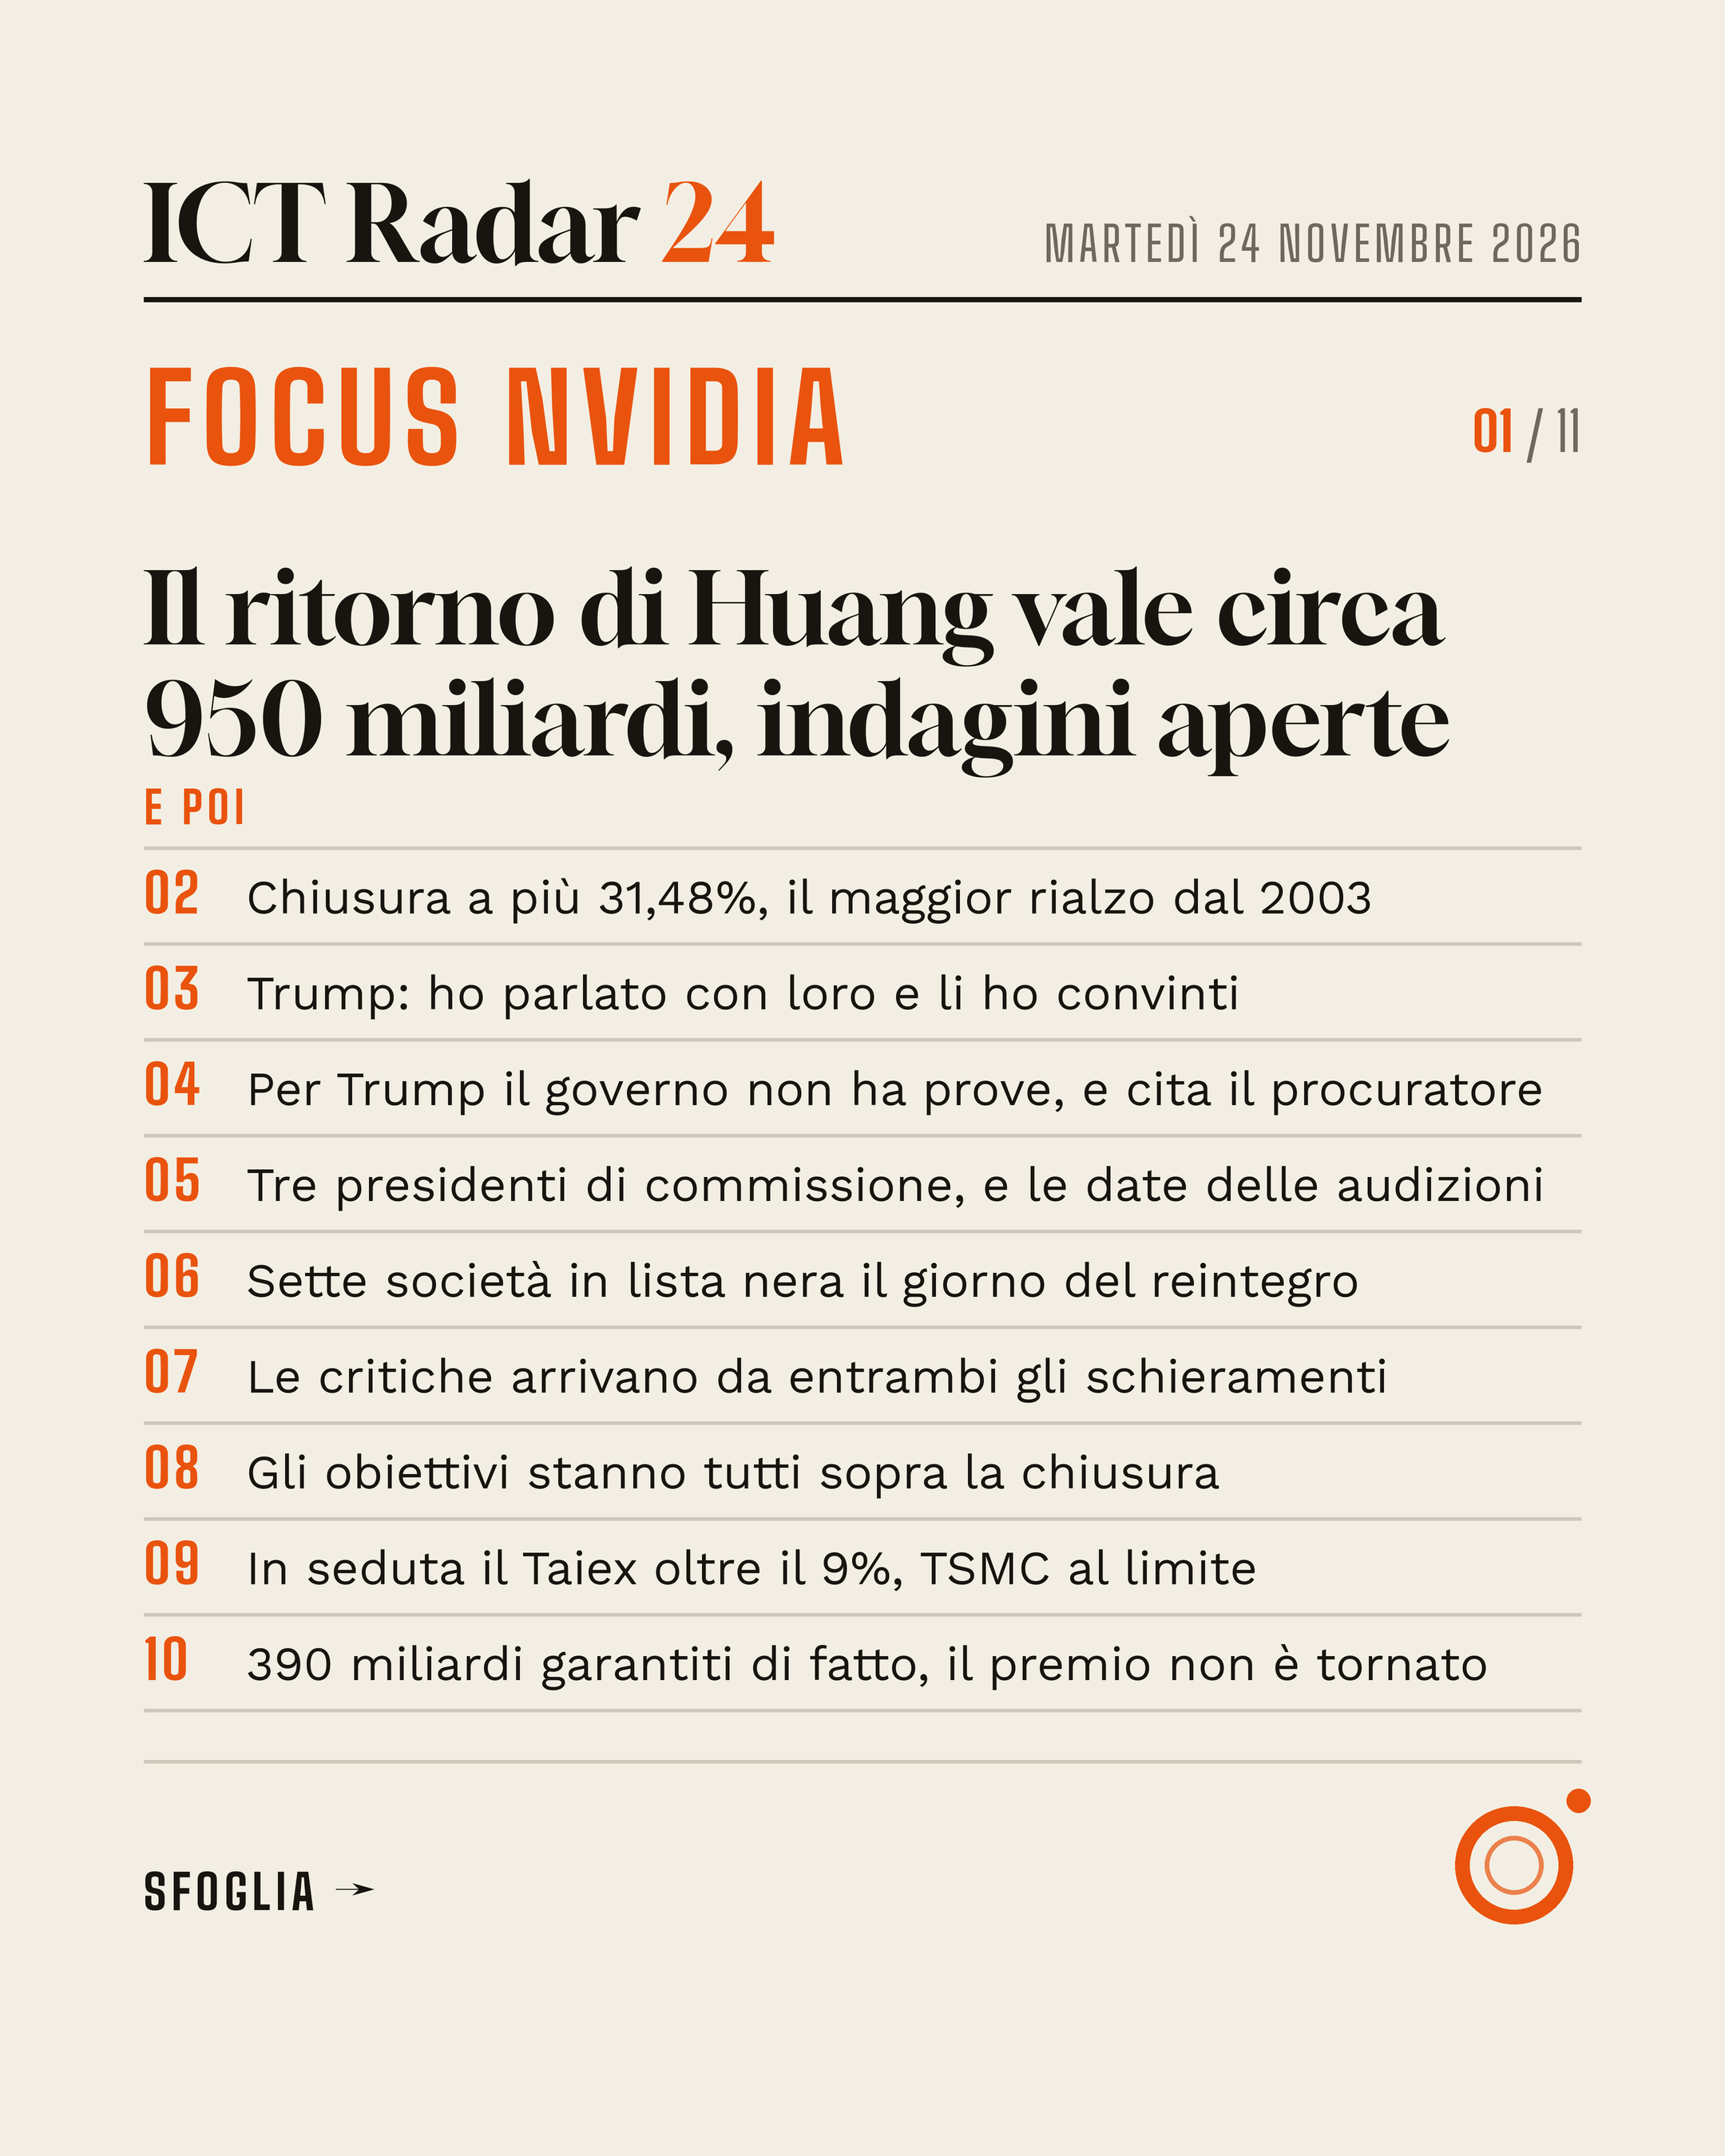 ICT Radar 24
MARTEDÌ 24 NOVEMBRE 2026
FOCUS NVIDIA
01 / 11
Il ritorno di Huang vale circa
950 miliardi, indagini aperte
E POI
02 Chiusura a più 31,48%, il maggior rialzo dal 2003
03 Trump: ho parlato con loro e li ho convinti
04 Per Trump il governo non ha prove, e cita il procuratore
05 Tre presidenti di commissione, e le date delle audizioni
06 Sette società in lista nera il giorno del reintegro
07 Le critiche arrivano da entrambi gli schieramenti
08 Gli obiettivi stanno tutti sopra la chiusura
09 In seduta il Taiex oltre il 9%, TSMC al limite
10 390 miliardi garantiti di fatto, il premio non è tornato
SFOGLIA →